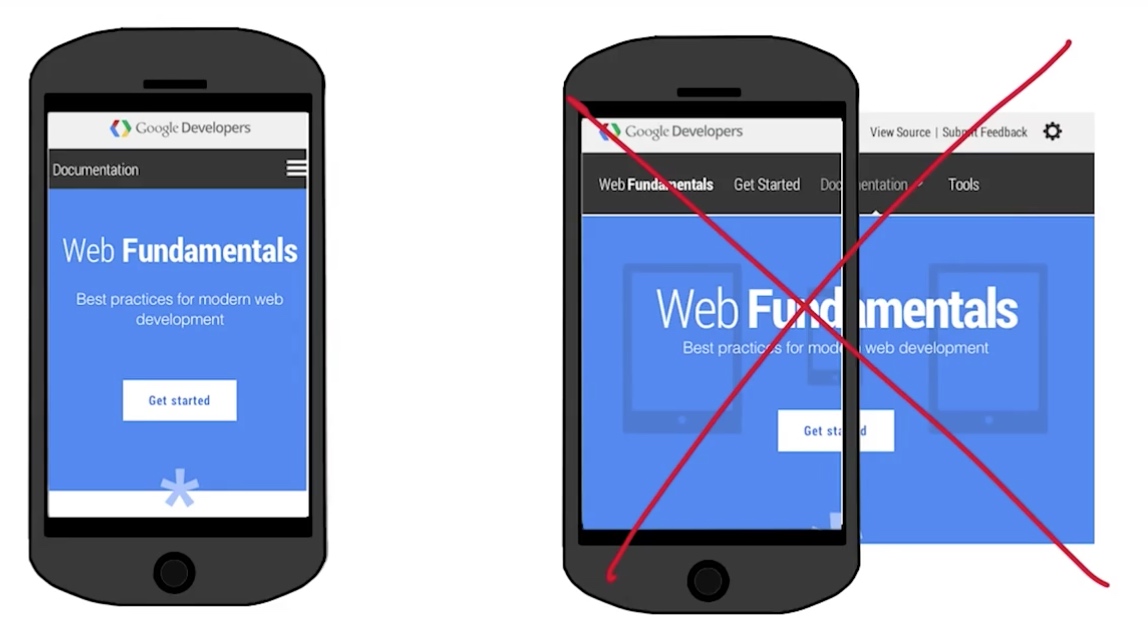 Google Developers
Documentation
Web Fundamentals
Best practices for modern web
development
Get started
*
Google Developers
View Source | Submit Feedback
Web Fundamentals Get Started Documentation Tools
Web Fundamentals
Best practices for modern web development
Get started